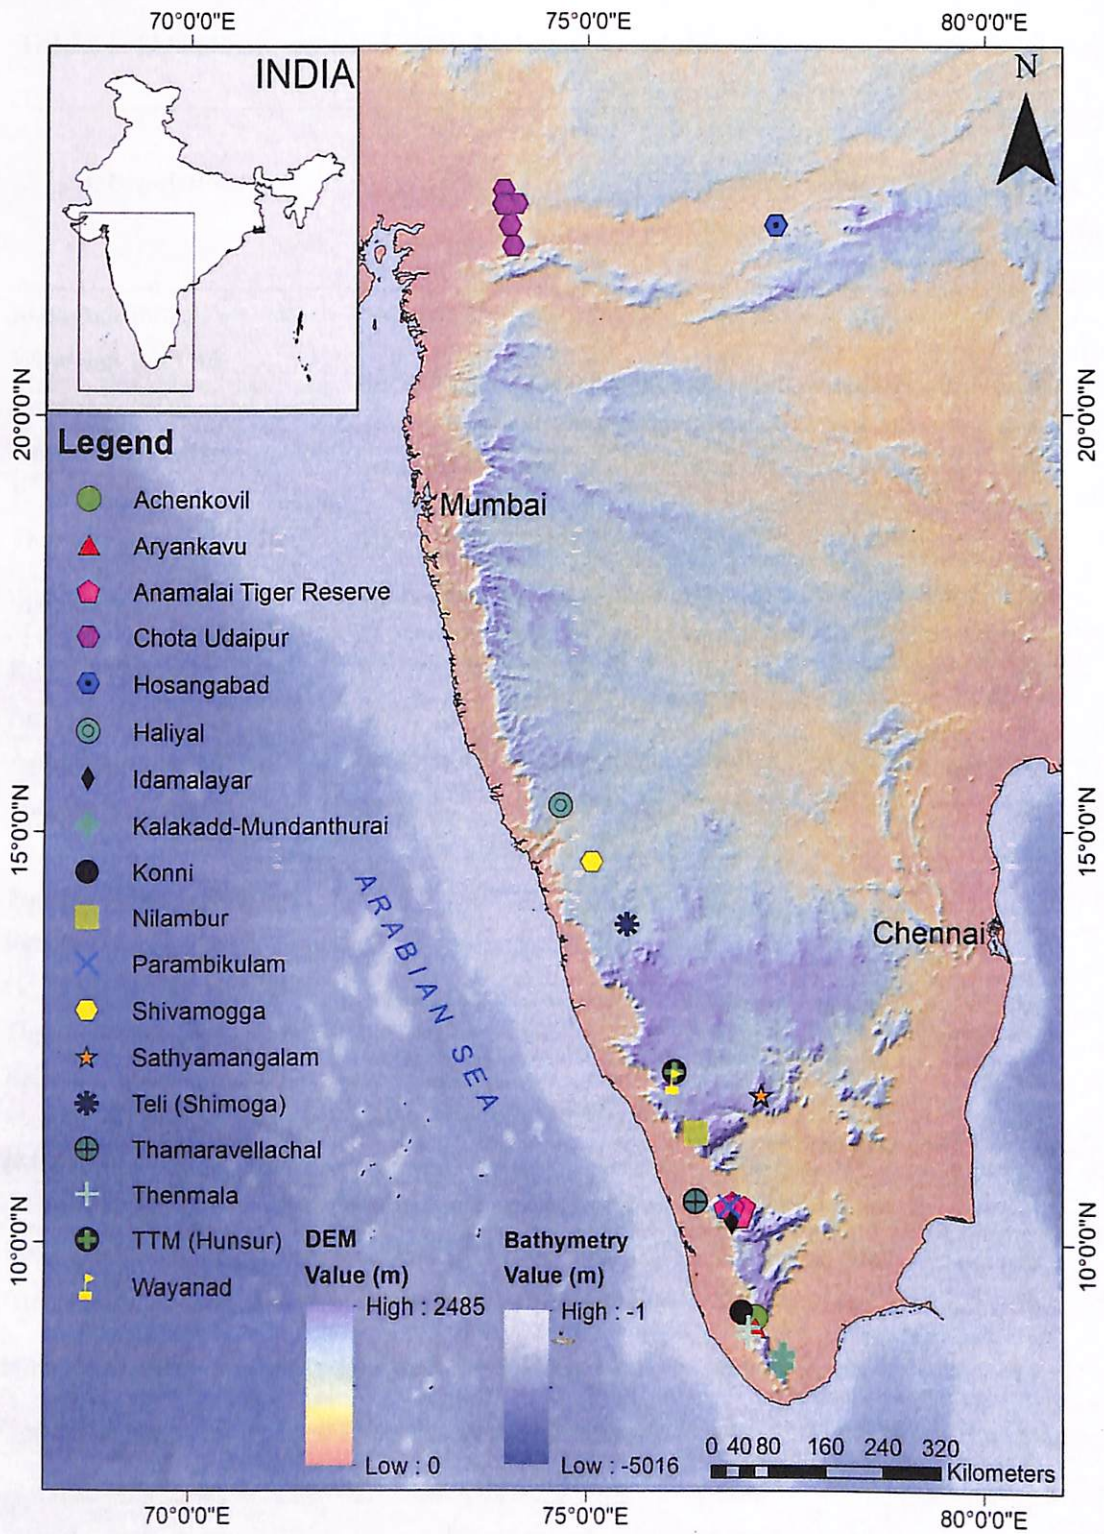 70°0'0"E 75°0'0"E 80°0'0"E
INDIA
N
20°0'0"N
20°0'0"N
Legend
Achenkovil
Mumbai
Aryankavu
Anamalai Tiger Reserve
Chota Udaipur
Hosangabad
Haliyal
Idamalayar
Kalakadd-Mundanthurai
15°0'0"N
15°0'0"N
Konni
Nilambur
Chennai
ARABIAN SEA
Parambikulam
Shivamogga
Sathyamangalam
Teli (Shimoga)
Thamaravellachal
Thenmala
TTM (Hunsur)
Wayanad
10°0'0"N
10°0'0"N
DEM
Value (m)
High : 2485
Low : 0
Bathymetry
Value (m)
High : -1
Low : -5016
0 40 80 160 240 320
Kilometers
70°0'0"E 75°0'0"E 80°0'0"E